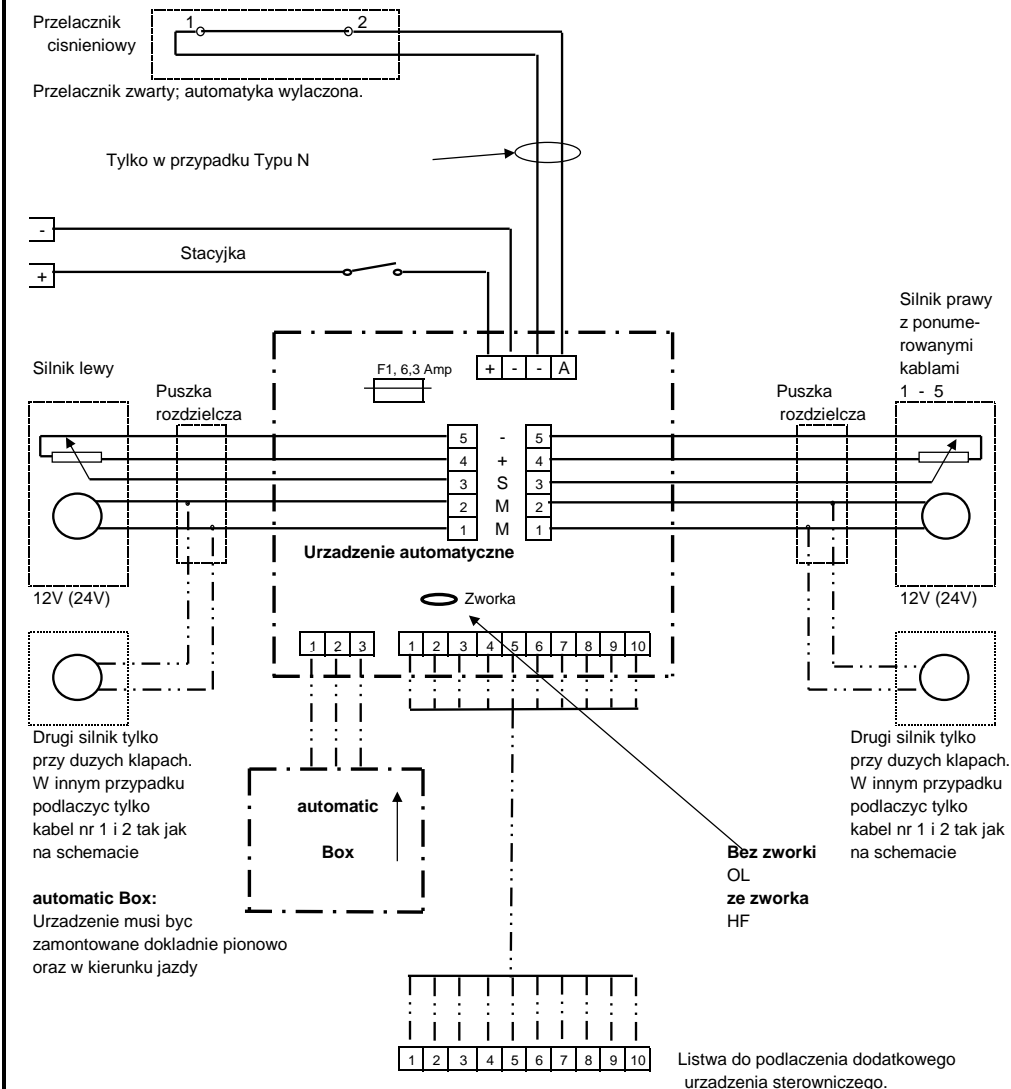 Przelacznik
cisnieniowy
1 2
Przelacznik zwarty; automatyka wylaczona.
Tylko w przypadku Typu N
-
Stacyjka
+
Silnik prawy
z ponume-
rowanymi
kablami
1 - 5
Silnik lewy
F1, 6,3 Amp
+ - - A
Puszka
rozdzielcza
Puszka
rozdzielcza
5 - 5
4 + 4
3 S 3
2 M 2
1 M 1
Urzadzenie automatyczne
12V (24V)
12V (24V)
Zworka
1 2 3
1 2 3 4 5 6 7 8 9 10
Drugi silnik tylko
przy duzych klapach.
W innym przypadku
podlaczyc tylko
kabel nr 1 i 2 tak jak
na schemacie
Drugi silnik tylko
przy duzych klapach.
W innym przypadku
podlaczyc tylko
kabel nr 1 i 2 tak jak
na schemacie
automatic
Box
Bez zworki
OL
ze zworka
HF
automatic Box:
Urzadzenie musi byc
zamontowane dokladnie pionowo
oraz w kierunku jazdy
1 2 3 4 5 6 7 8 9 10
Listwa do podlaczenia dodatkowego
urzadzenia sterowniczego.